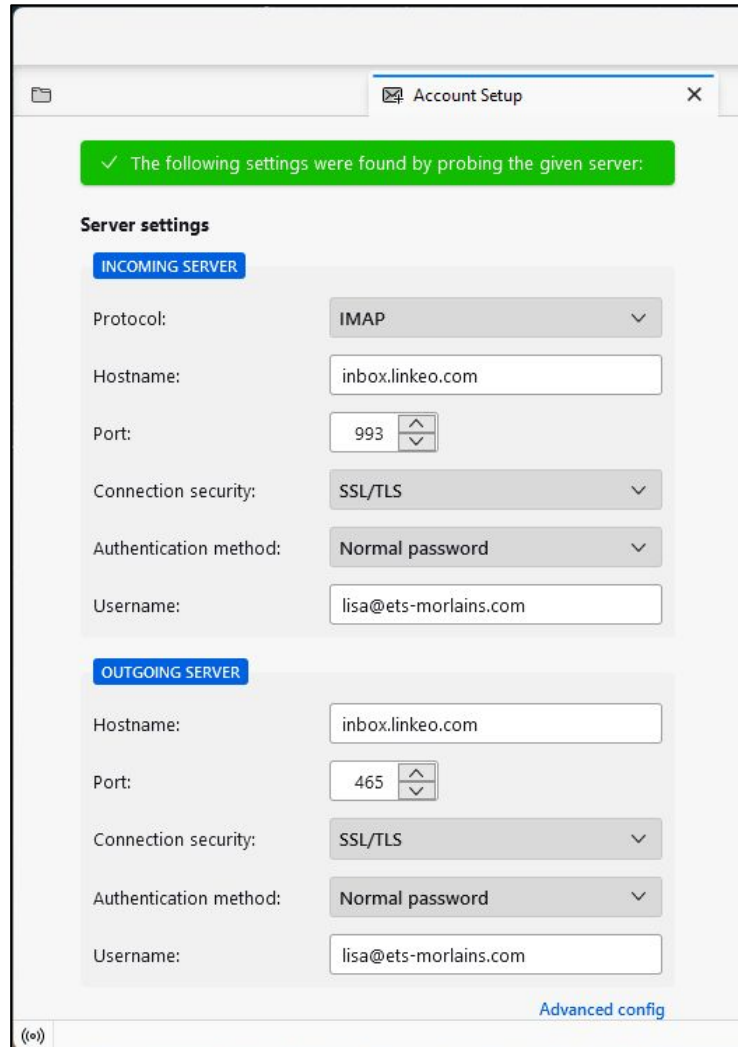 Account Setup
The following settings were found by probing the given server:
Server settings
INCOMING SERVER
Protocol: IMAP
Hostname: inbox.linkeo.com
Port: 993
Connection security: SSL/TLS
Authentication method: Normal password
Username: lisa@ets-morlains.com
OUTGOING SERVER
Hostname: inbox.linkeo.com
Port: 465
Connection security: SSL/TLS
Authentication method: Normal password
Username: lisa@ets-morlains.com
Advanced config